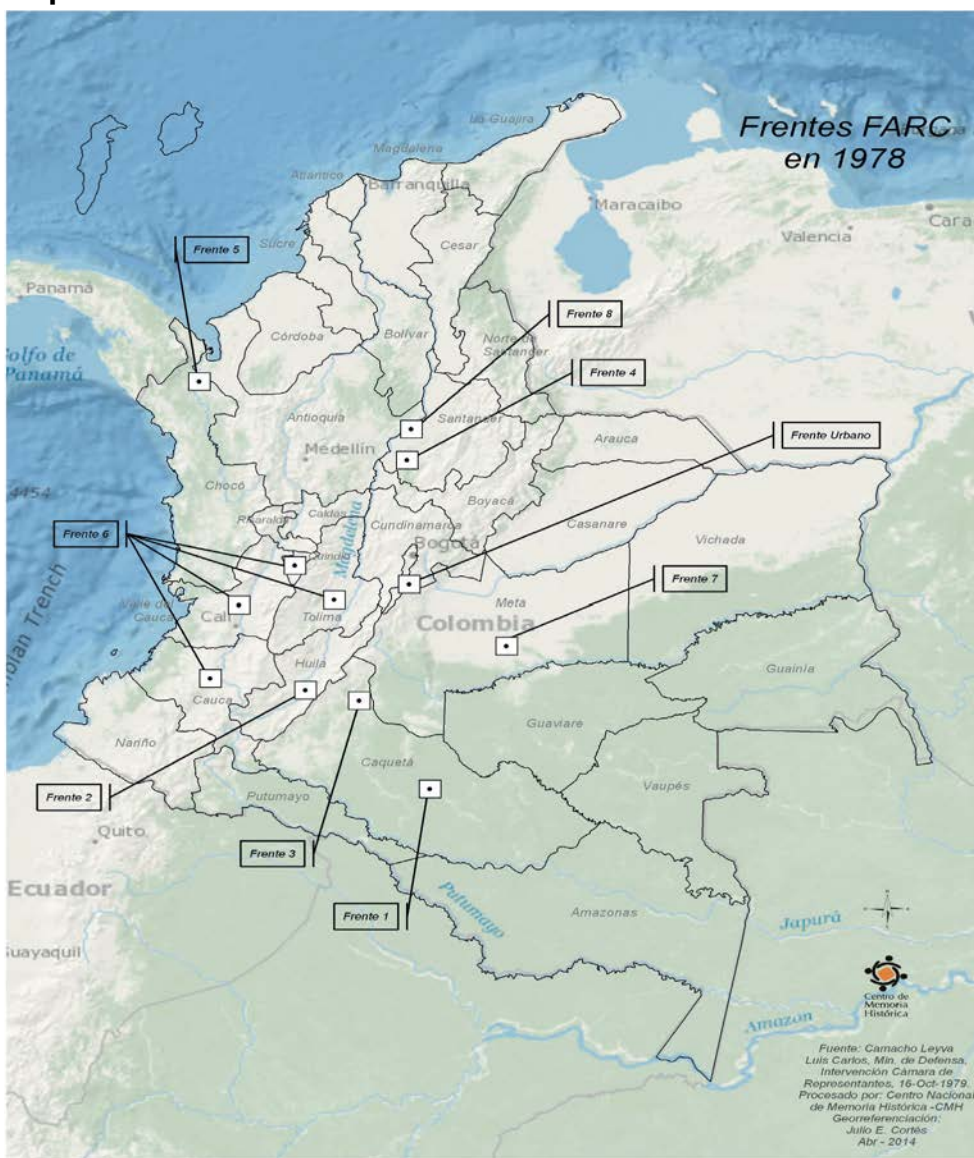 Frentes FARC
en 1978
La Guajira
Magdalena
Atlántico
Barranquilla
Maracaibo
Cara
Valencia
Sucre
Cesar
Frente 5
Panamá
Golfo de
Panamá
Córdoba
Bolívar
Norte de
Santander
Frente 8
Frente 4
Antioquia
Santander
Medellín
Arauca
Frente Urbano
4454
Chocó
Boyacá
Risaralda
Caldas
Cundinamarca
Casanare
Magdalena
Vichada
Frente 6
Quindío
Bogotá
Frente 7
Meta
Valle del
Cauca
Cali
Tolima
Colombia
Trench
Huila
Guainía
Cauca
Guaviare
Nariño
Caquetá
Vaupés
Frente 2
Putumayo
Quito
Frente 3
Ecuador
Putumayo
Frente 1
Amazonas
Japurá
Guayaquil
Centro de
Memoria
Histórica
Amazon
Fuente: Camacho Leyva
Luis Carlos, Min. de Defensa,
Intervención Cámara de
Representantes, 16-Oct-1979.
Procesado por: Centro Nacional
de Memoria Histórica -CMH
Georreferenciación:
Julio E. Cortés
Abr - 2014